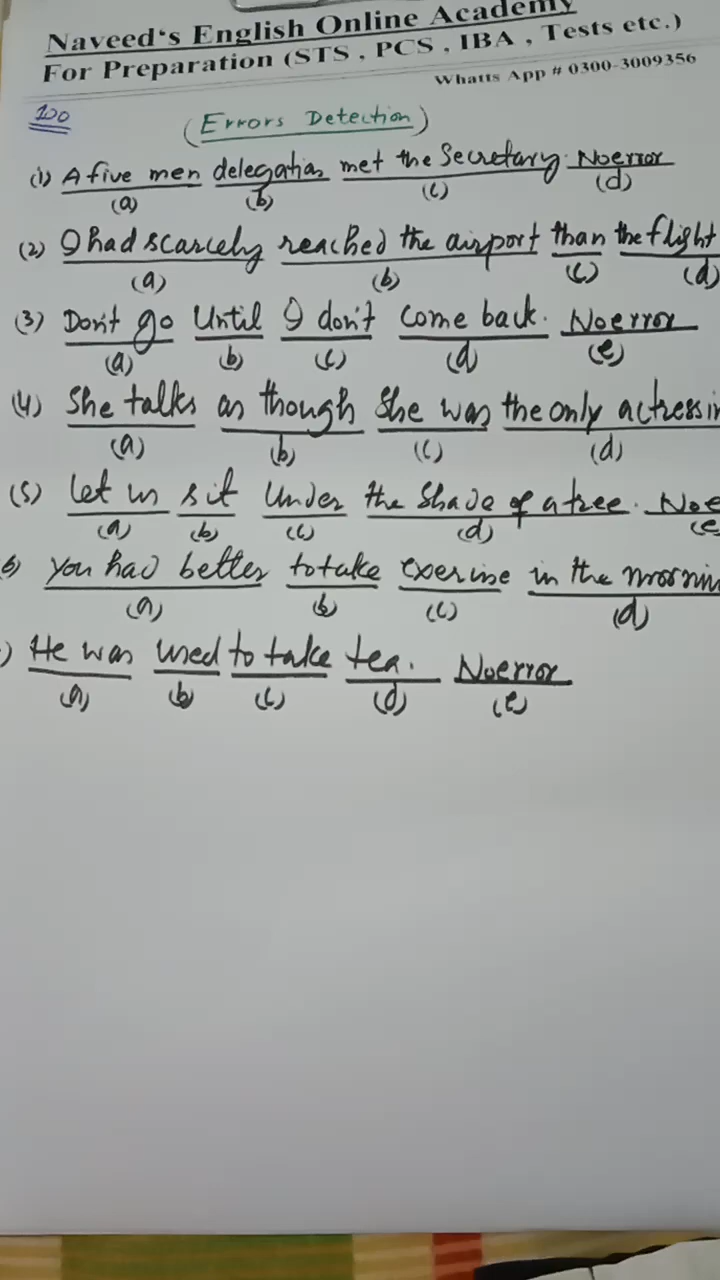 Naveed's English Online Academy
For Preparation (STS , PCS , IBA , Tests etc.)
Whatts App # 0300-3009356
100
(Errors Detection)
(1) A five men delegation met the Secretary. No error
(a) (b) (c) (d)
(2) I had scarcely reached the airport than the flight
(a) (b) (c) (d)
(3) Don't go Until I don't come back. No error
(a) (b) (c) (d) (e)
(4) She talks as though She was the only actress in
(a) (b) (c) (d)
(5) Let us sit Under the Shade of a tree. No e
(a) (b) (c) (d) (e
6) You had better to take exercise in the mornin
(a) (b) (c) (d)
) He was used to take tea. No error
(a) (b) (c) (d) (e)